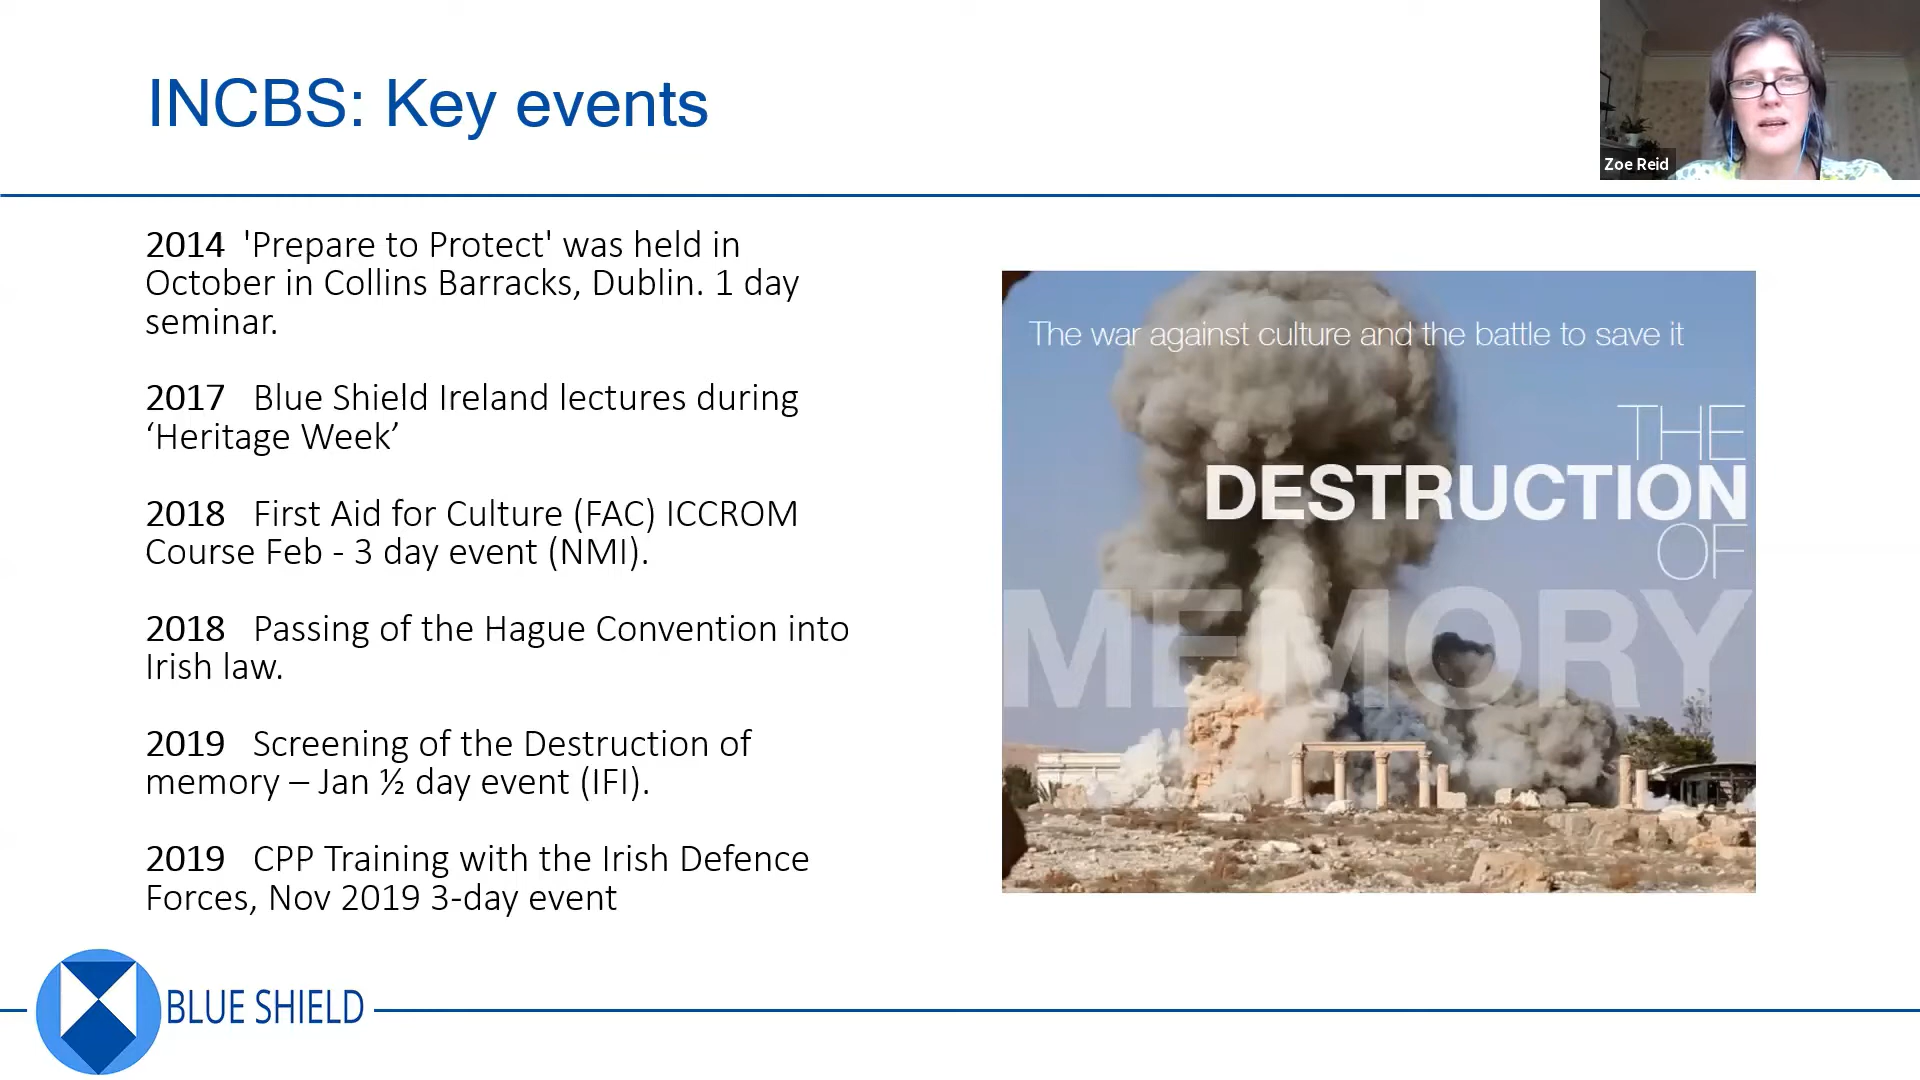 INCBS: Key events
Zoe Reid
2014 'Prepare to Protect' was held in
October in Collins Barracks, Dublin. 1 day
seminar.
2017 Blue Shield Ireland lectures during
‘Heritage Week’
2018 First Aid for Culture (FAC) ICCROM
Course Feb - 3 day event (NMI).
2018 Passing of the Hague Convention into
Irish law.
2019 Screening of the Destruction of
memory – Jan ½ day event (IFI).
2019 CPP Training with the Irish Defence
Forces, Nov 2019 3-day event
The war against culture and the battle to save it
THE
DESTRUCTION
OF
MEMORY
BLUE SHIELD